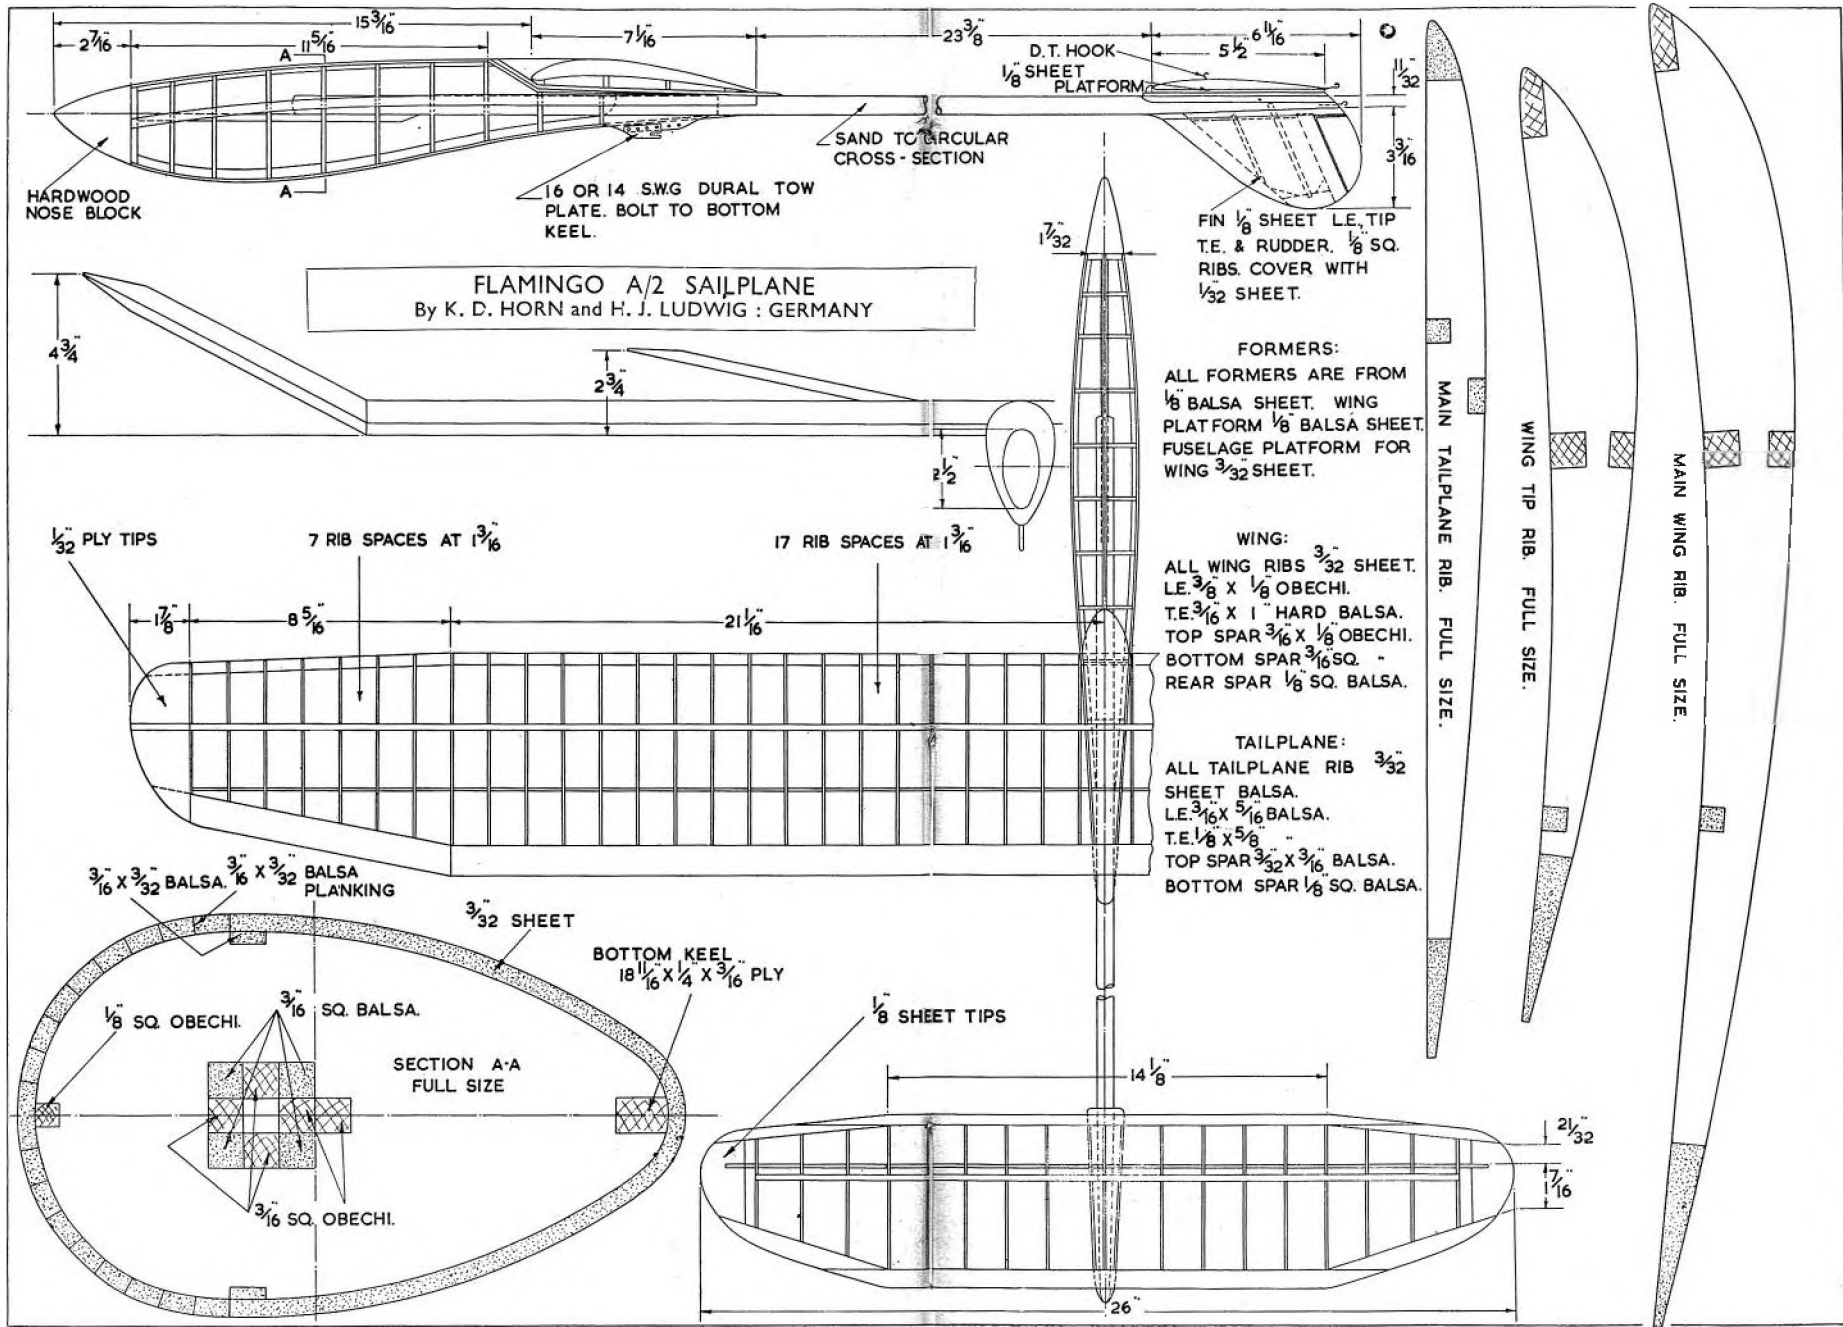 15 3/16"
2 7/16"
11 5/16"
7 1/16"
23 3/8"
6 11/16"
5 1/2"
A
A
D.T. HOOK
1/8" SHEET
PLATFORM
11/32"
3 3/16"
HARDWOOD
NOSE BLOCK
16 OR 14 S.W.G DURAL TOW
PLATE. BOLT TO BOTTOM
KEEL.
SAND TO CIRCULAR
CROSS-SECTION
FIN 1/8" SHEET L.E., TIP
T.E. & RUDDER. 1/8" SQ.
RIBS. COVER WITH
1/32" SHEET.
FLAMINGO A/2 SAILPLANE
By K. D. HORN and H. J. LUDWIG : GERMANY
1 7/32"
4 3/4"
2 3/4"
2 1/2"
FORMERS:
ALL FORMERS ARE FROM
1/8" BALSA SHEET. WING
PLATFORM 1/8" BALSA SHEET.
FUSELAGE PLATFORM FOR
WING 3/32" SHEET.
WING:
ALL WING RIBS 3/32" SHEET.
L.E. 3/8" X 1/8" OBECHI.
T.E. 3/16" X 1" HARD BALSA.
TOP SPAR 3/16" X 1/8" OBECHI.
BOTTOM SPAR 3/16" SQ. "
REAR SPAR 1/8" SQ. BALSA.
TAILPLANE:
ALL TAILPLANE RIB 3/32"
SHEET BALSA.
L.E. 3/16" X 5/16" BALSA.
T.E. 1/8" X 5/8" "
TOP SPAR 3/32" X 3/16" BALSA.
BOTTOM SPAR 1/8" SQ. BALSA.
MAIN TAILPLANE RIB. FULL SIZE.
WING TIP RIB. FULL SIZE.
MAIN WING RIB. FULL SIZE.
1/32" PLY TIPS
7 RIB SPACES AT 1 3/16"
17 RIB SPACES AT 1 3/16"
1 7/8"
8 5/16"
21 1/16"
3/16" X 3/32" BALSA.
3/16" X 3/32" BALSA
PLANKING
3/32" SHEET
BOTTOM KEEL
18 11/16" X 1/4" X 3/16" PLY
1/8" SQ. OBECHI.
3/16" SQ. BALSA.
SECTION A-A
FULL SIZE
3/16" SQ. OBECHI.
1/8" SHEET TIPS
14 1/8"
21/32"
7/16"
26"